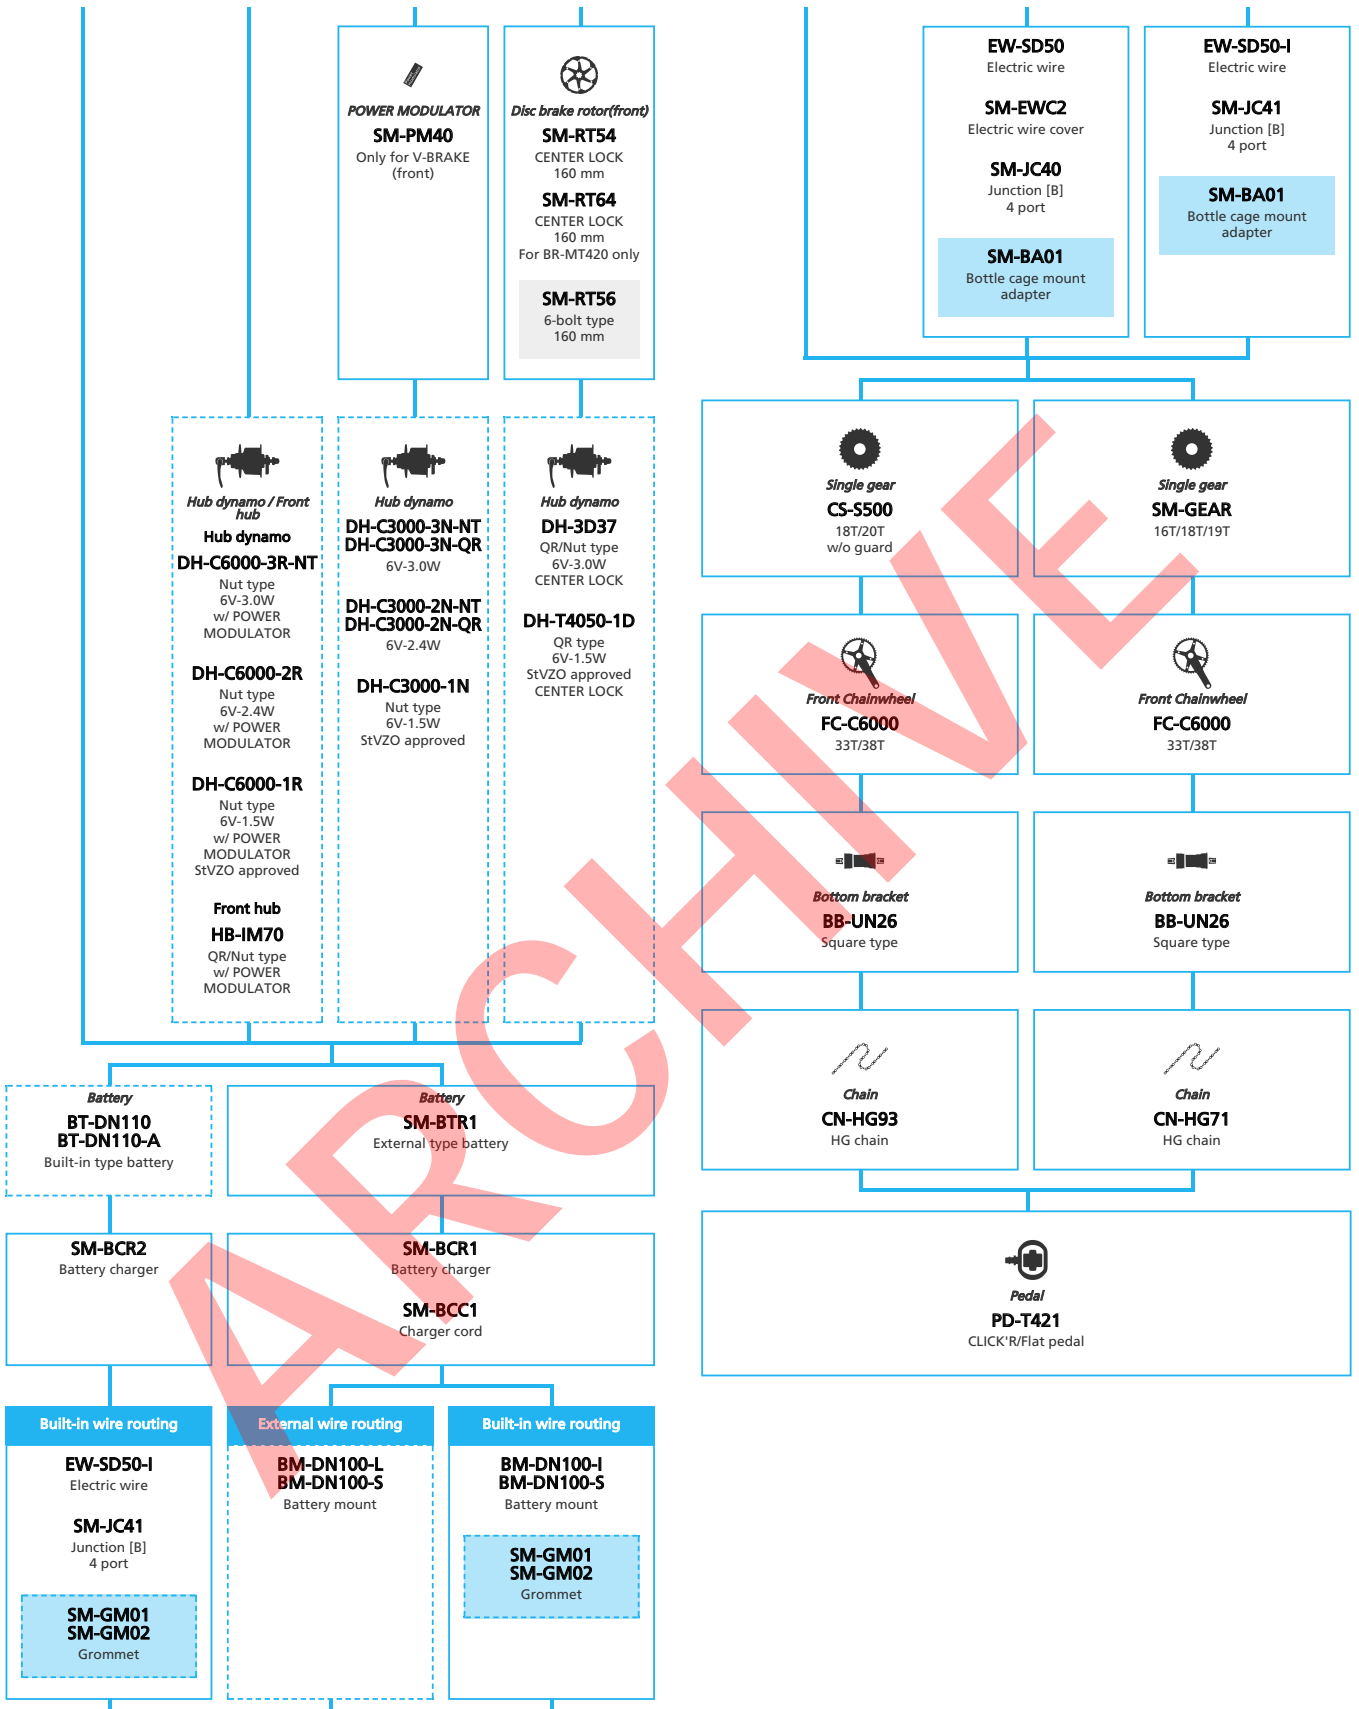 POWER MODULATOR
SM-PM40
Only for V-BRAKE
(front)
Disc brake rotor(front)
SM-RT54
CENTER LOCK
160 mm
SM-RT64
CENTER LOCK
160 mm
For BR-MT420 only
SM-RT56
6-bolt type
160 mm
Hub dynamo / Front
hub
Hub dynamo
DH-C6000-3R-NT
Nut type
6V-3.0W
w/ POWER
MODULATOR
DH-C6000-2R
Nut type
6V-2.4W
w/ POWER
MODULATOR
DH-C6000-1R
Nut type
6V-1.5W
w/ POWER
MODULATOR
StVZO approved
Front hub
HB-IM70
QR/Nut type
w/ POWER
MODULATOR
Hub dynamo
DH-C3000-3N-NT
DH-C3000-3N-QR
6V-3.0W
DH-C3000-2N-NT
DH-C3000-2N-QR
6V-2.4W
DH-C3000-1N
Nut type
6V-1.5W
StVZO approved
Hub dynamo
DH-3D37
QR/Nut type
6V-3.0W
CENTER LOCK
DH-T4050-1D
QR type
6V-1.5W
StVZO approved
CENTER LOCK
Battery
BT-DN110
BT-DN110-A
Built-in type battery
Battery
SM-BTR1
External type battery
SM-BCR2
Battery charger
SM-BCR1
Battery charger
SM-BCC1
Charger cord
Built-in wire routing
EW-SD50-I
Electric wire
SM-JC41
Junction [B]
4 port
SM-GM01
SM-GM02
Grommet
External wire routing
BM-DN100-L
BM-DN100-S
Battery mount
Built-in wire routing
BM-DN100-I
BM-DN100-S
Battery mount
SM-GM01
SM-GM02
Grommet
EW-SD50
Electric wire
SM-EWC2
Electric wire cover
SM-JC40
Junction [B]
4 port
SM-BA01
Bottle cage mount
adapter
EW-SD50-I
Electric wire
SM-JC41
Junction [B]
4 port
SM-BA01
Bottle cage mount
adapter
Single gear
CS-S500
18T/20T
w/o guard
Single gear
SM-GEAR
16T/18T/19T
Front Chainwheel
FC-C6000
33T/38T
Front Chainwheel
FC-C6000
33T/38T
Bottom bracket
BB-UN26
Square type
Bottom bracket
BB-UN26
Square type
Chain
CN-HG93
HG chain
Chain
CN-HG71
HG chain
Pedal
PD-T421
CLICK'R/Flat pedal
ARCHIVE